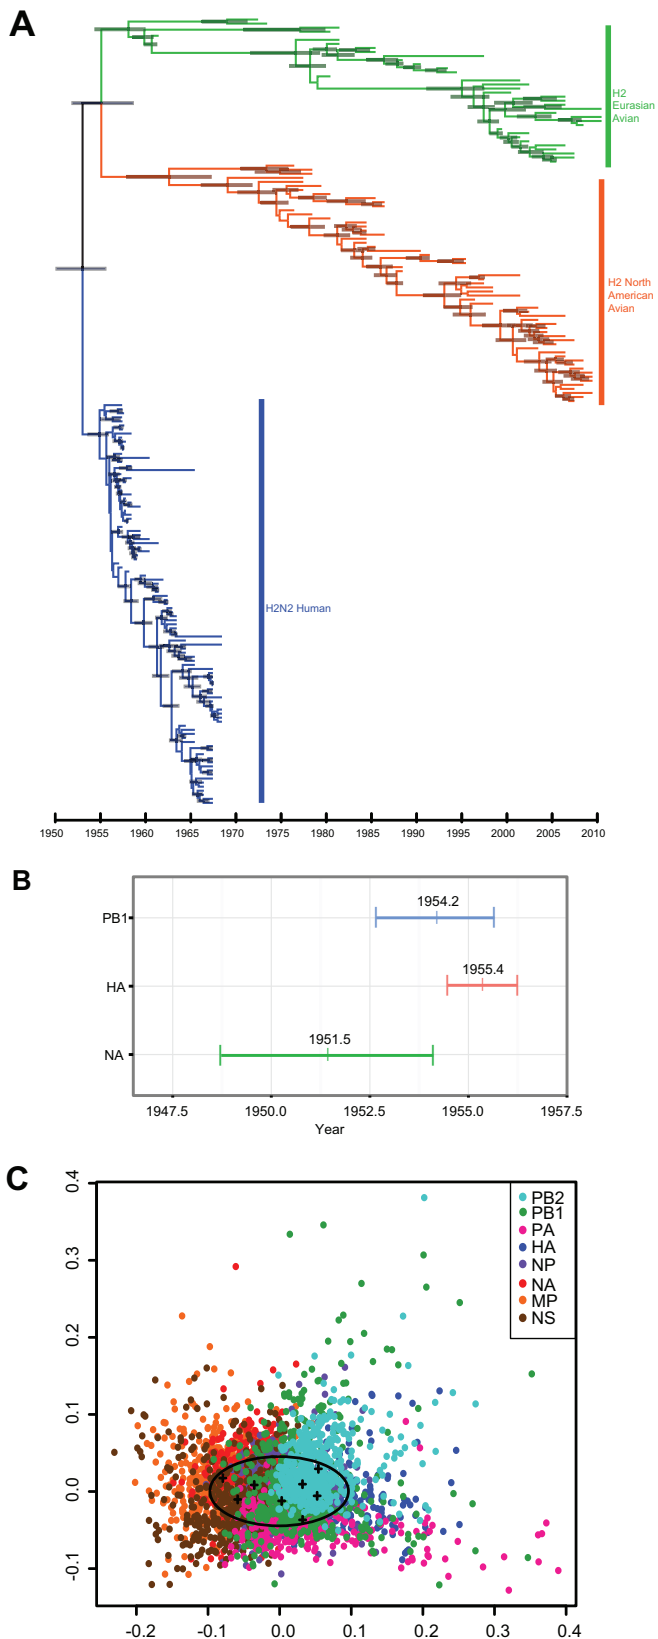 A
H2
Eurasian
Avian
H2 North
American
Avian
H2N2 Human
1950 1955 1960 1965 1970 1975 1980 1985 1990 1995 2000 2005 2010
B
PB1
1954.2
HA
1955.4
NA
1951.5
1947.5 1950.0 1952.5 1955.0 1957.5
Year
C
0.4
0.3
0.2
0.1
0.0
-0.1
PB2
PB1
PA
HA
NP
NA
MP
NS
-0.2 -0.1 0.0 0.1 0.2 0.3 0.4